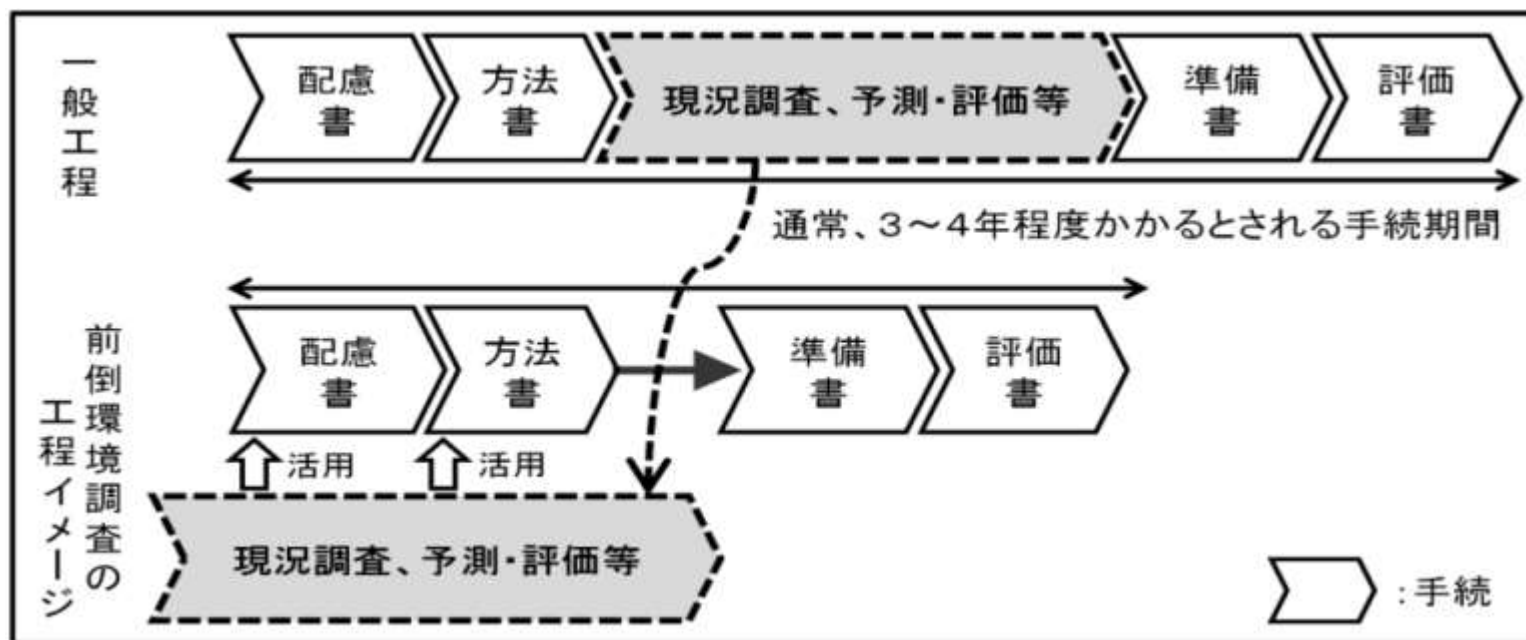 一般工程
配慮
書
方法
書
現況調査、予測・評価等
準備
書
評価
書
通常、3～4年程度かかるとされる手続期間
前倒環境調査の
工程イメージ
配慮
書
方法
書
準備
書
評価
書
活用
活用
現況調査、予測・評価等
：手続